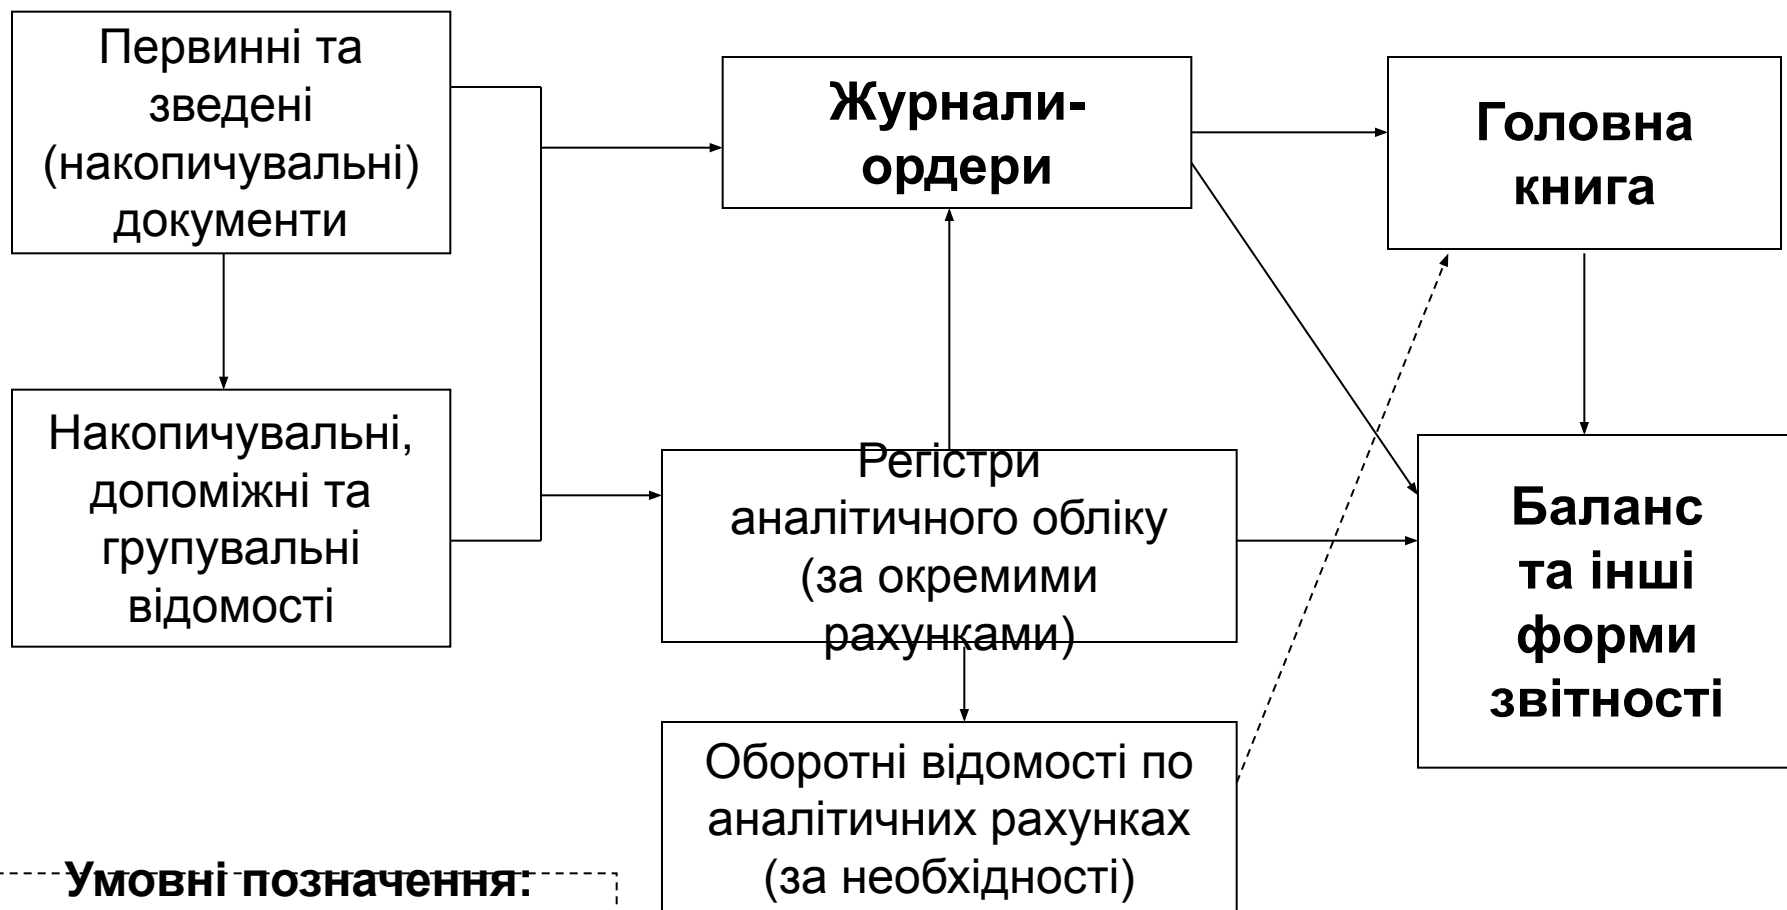 Первинні та
зведені
(накопичувальні)
документи
Журнали-
ордери
Головна
книга
Накопичувальні,
допоміжні та
групувальні
відомості
Регістри
аналітичного обліку
(за окремими
рахунками)
Баланс
та інші
форми
звітності
Оборотні відомості по
аналітичних рахунках
(за необхідності)
Умовні позначення: